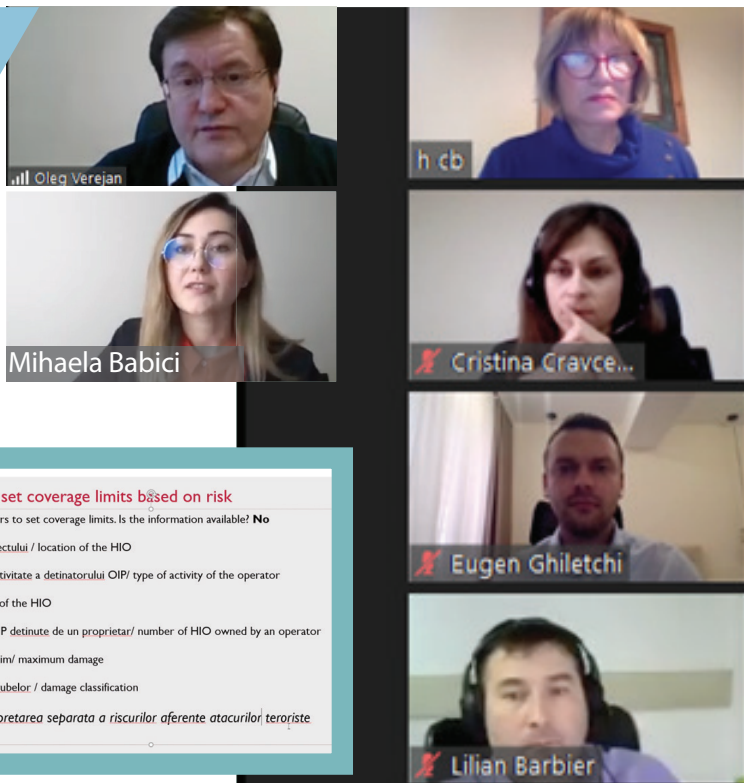 Oleg Verejan
h cb
Mihaela Babici
Cristina Cravce...
Eugen Ghiletchi
Lilian Barbier
set coverage limits based on risk
rs to set coverage limits. Is the information available? No
ectului / location of the HIO
tivitate a detinatorului OIP/ type of activity of the operator
of the HIO
P detinute de un proprietar/ number of HIO owned by an operator
im/ maximum damage
ubelor / damage classification
pretarea separata a riscurilor aferente atacurilor teroriste